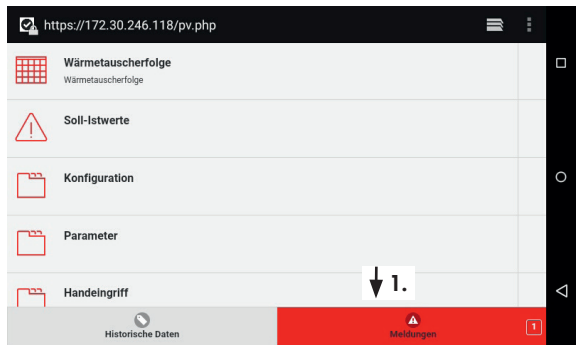 https://172.30.246.118/pv.php
Wärmetauscherfolge
Wärmetauscherfolge
Soll-Istwerte
Konfiguration
Parameter
Handeingriff
1.
Historische Daten
Meldungen
1